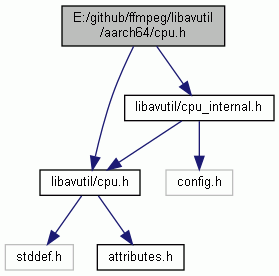 E:/github/ffmpeg/libavutil
/aarch64/cpu.h
libavutil/cpu_internal.h
libavutil/cpu.h
config.h
stddef.h
attributes.h